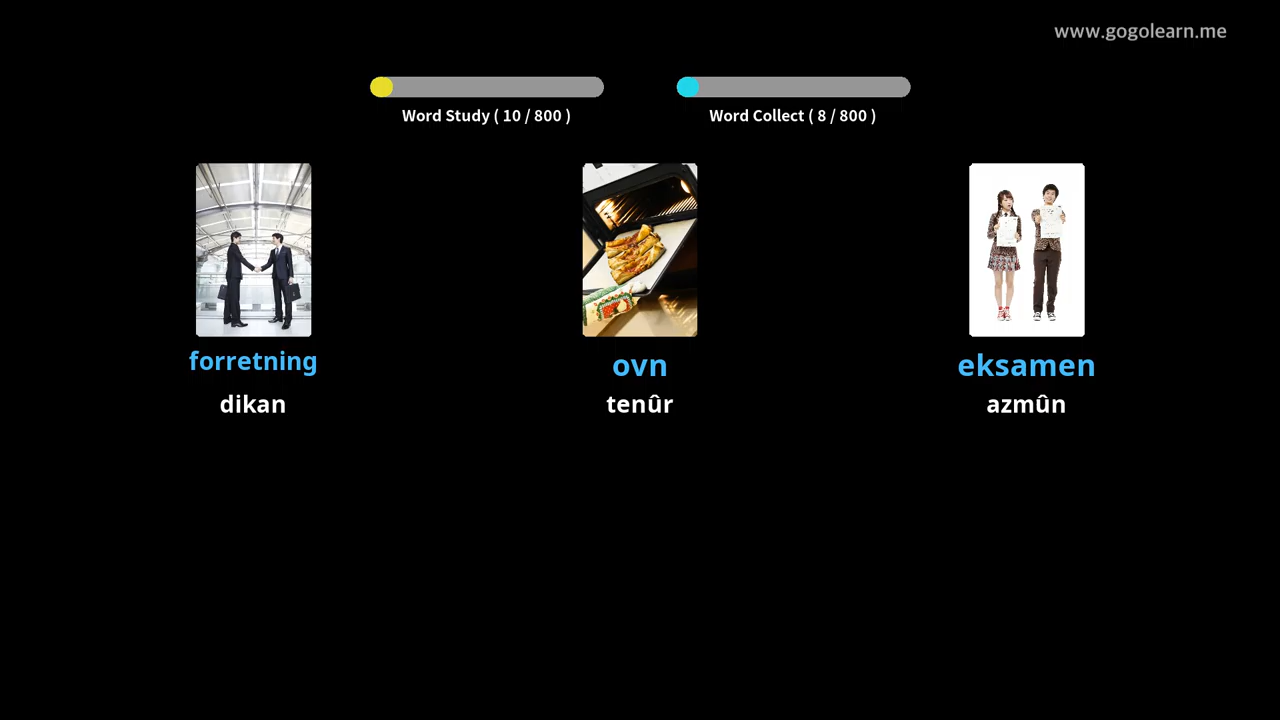 www.gogolearn.me
Word Study ( 10 / 800 )
Word Collect ( 8 / 800 )
forretning
ovn
eksamen
dikan
tenûr
azmûn